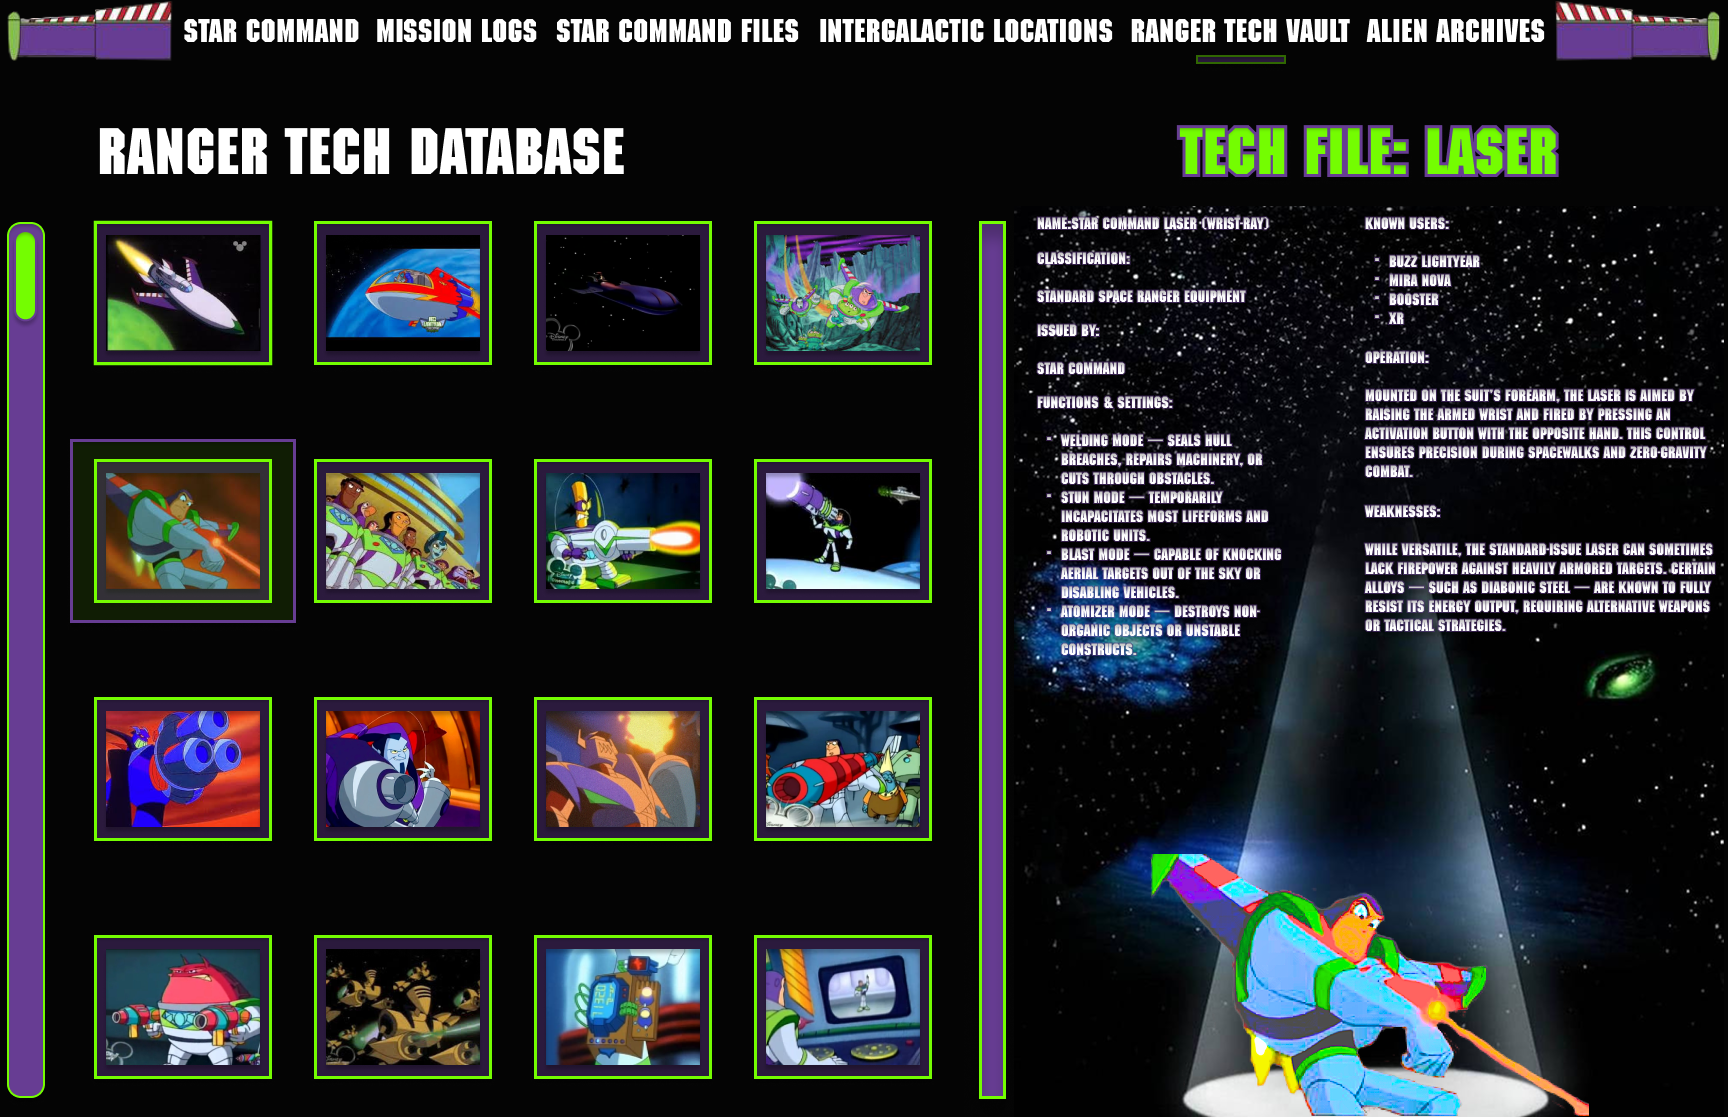 STAR COMMAND MISSION LOGS STAR COMMAND FILES INTERGALACTIC LOCATIONS RANGER TECH VAULT ALIEN ARCHIVES
RANGER TECH DATABASE
TECH FILE: LASER
NAME:STAR COMMAND LASER (WRIST-RAY)
CLASSIFICATION:
STANDARD SPACE RANGER EQUIPMENT
ISSUED BY:
STAR COMMAND
FUNCTIONS & SETTINGS:
- WELDING MODE — SEALS HULL
BREACHES, REPAIRS MACHINERY, OR
CUTS THROUGH OBSTACLES.
- STUN MODE — TEMPORARILY
INCAPACITATES MOST LIFEFORMS AND
ROBOTIC UNITS.
- BLAST MODE — CAPABLE OF KNOCKING
AERIAL TARGETS OUT OF THE SKY OR
DISABLING VEHICLES.
- ATOMIZER MODE — DESTROYS NON-
ORGANIC OBJECTS OR UNSTABLE
CONSTRUCTS.
KNOWN USERS:
- BUZZ LIGHTYEAR
- MIRA NOVA
- BOOSTER
- XR
OPERATION:
MOUNTED ON THE SUIT'S FOREARM, THE LASER IS AIMED BY
RAISING THE ARMED WRIST AND FIRED BY PRESSING AN
ACTIVATION BUTTON WITH THE OPPOSITE HAND. THIS CONTROL
ENSURES PRECISION DURING SPACEWALKS AND ZERO-GRAVITY
COMBAT.
WEAKNESSES:
WHILE VERSATILE, THE STANDARD-ISSUE LASER CAN SOMETIMES
LACK FIREPOWER AGAINST HEAVILY ARMORED TARGETS. CERTAIN
ALLOYS — SUCH AS DIABONIC STEEL — ARE KNOWN TO FULLY
RESIST ITS ENERGY OUTPUT, REQUIRING ALTERNATIVE WEAPONS
OR TACTICAL STRATEGIES.